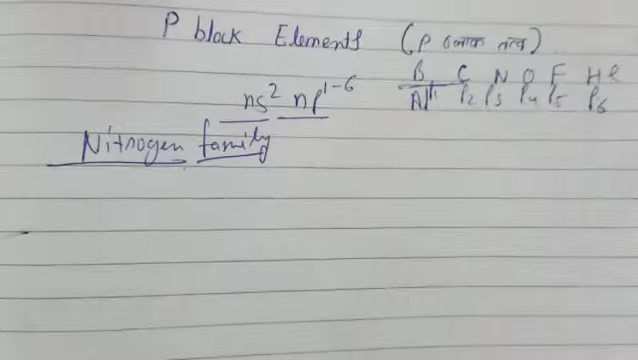 P block Elements (P ब्लाक तत्व)
B C N O F He
Al P1 P2 P3 P4 P5 P6
ns² np¹⁻⁶
Nitrogen family